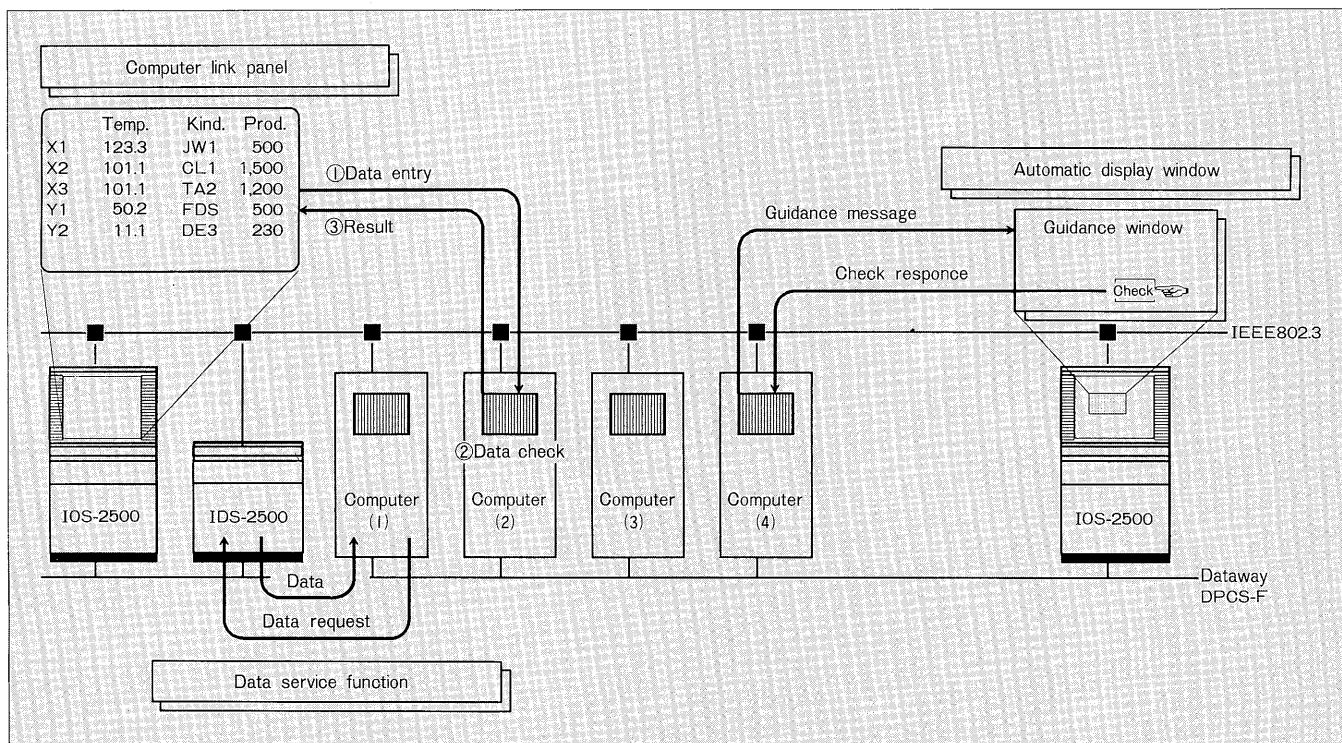 Computer link panel
Temp. Kind. Prod.
X1 123.3 JW1 500
X2 101.1 CL1 1,500
X3 101.1 TA2 1,200
Y1 50.2 FDS 500
Y2 11.1 DE3 230
①Data entry
③Result
Automatic display window
Guidance message
Guidance window
Check responce
Check
IEEE802.3
②Data check
IOS-2500
IDS-2500
Computer
(1)
Computer
(2)
Computer
(3)
Computer
(4)
IOS-2500
Data
Data request
Dataway
DPCS-F
Data service function